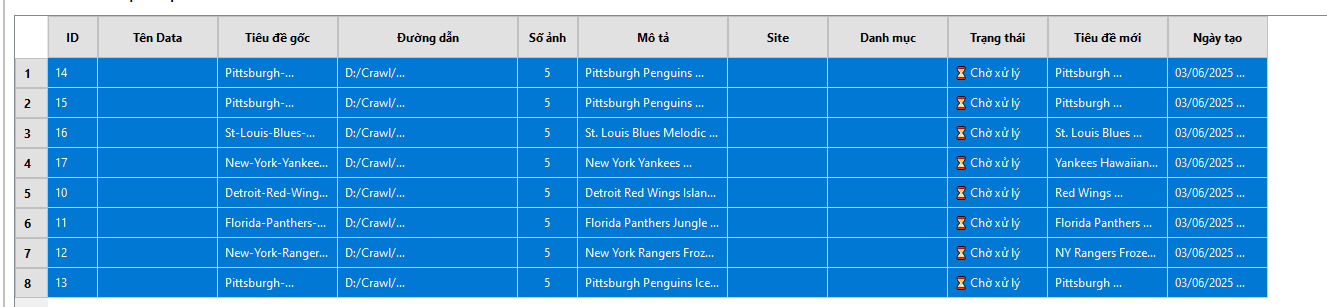 ID Tên Data Tiêu đề gốc Đường dẫn Số ảnh Mô tả Site Danh mục Trạng thái Tiêu đề mới Ngày tạo
1 14 Pittsburgh-... D:/Crawl/... 5 Pittsburgh Penguins ... ⌛ Chờ xử lý Pittsburgh ... 03/06/2025 ...
2 15 Pittsburgh-... D:/Crawl/... 5 Pittsburgh Penguins ... ⌛ Chờ xử lý Pittsburgh ... 03/06/2025 ...
3 16 St-Louis-Blues-... D:/Crawl/... 5 St. Louis Blues Melodic ... ⌛ Chờ xử lý St. Louis Blues ... 03/06/2025 ...
4 17 New-York-Yankee... D:/Crawl/... 5 New York Yankees ... ⌛ Chờ xử lý Yankees Hawaiian... 03/06/2025 ...
5 10 Detroit-Red-Wing... D:/Crawl/... 5 Detroit Red Wings Islan... ⌛ Chờ xử lý Red Wings ... 03/06/2025 ...
6 11 Florida-Panthers-... D:/Crawl/... 5 Florida Panthers Jungle ... ⌛ Chờ xử lý Florida Panthers ... 03/06/2025 ...
7 12 New-York-Ranger... D:/Crawl/... 5 New York Rangers Froz... ⌛ Chờ xử lý NY Rangers Froze... 03/06/2025 ...
8 13 Pittsburgh-... D:/Crawl/... 5 Pittsburgh Penguins Ice... ⌛ Chờ xử lý Pittsburgh ... 03/06/2025 ...